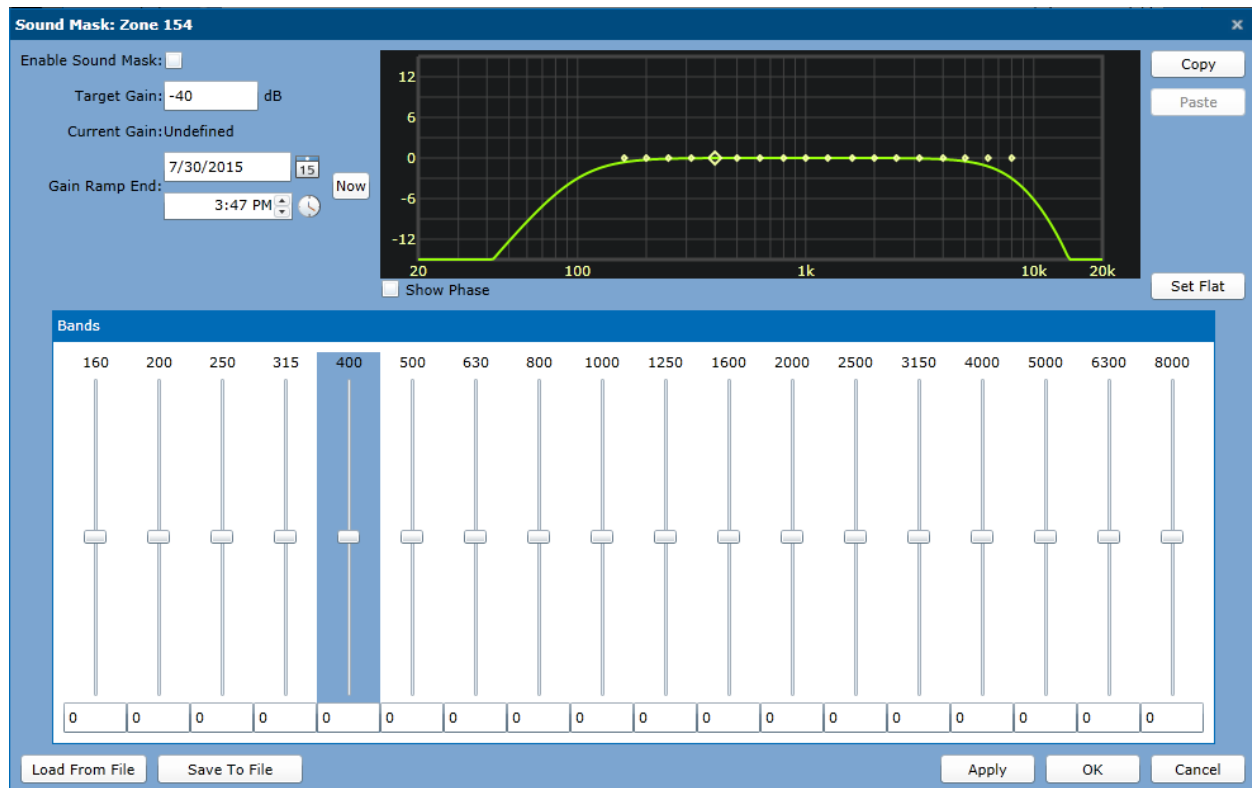 Sound Mask: Zone 154
Enable Sound Mask:
Target Gain: -40 dB
Current Gain: Undefined
Gain Ramp End: 7/30/2015 15
3:47 PM
Now
12
6
0
-6
-12
20 100 1k 10k 20k
Show Phase
Copy
Paste
Set Flat
Bands
160 200 250 315 400 500 630 800 1000 1250 1600 2000 2500 3150 4000 5000 6300 8000
0 0 0 0 0 0 0 0 0 0 0 0 0 0 0 0 0 0
Load From File Save To File Apply OK Cancel